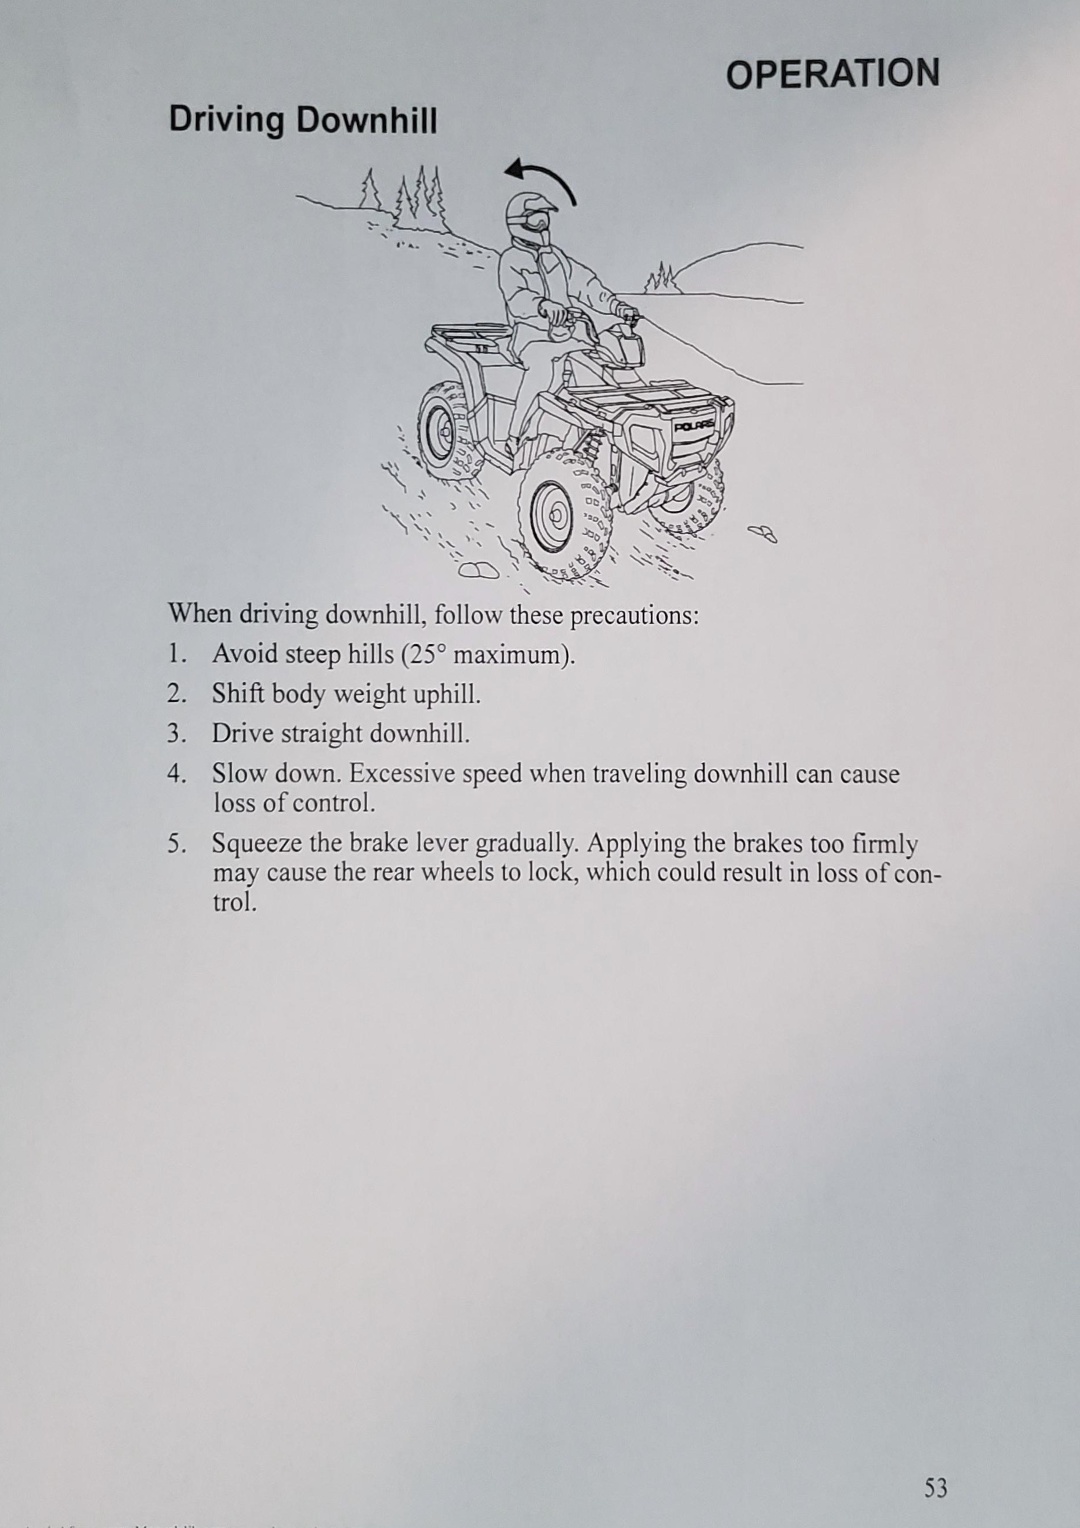 OPERATION
Driving Downhill
POLARIS
When driving downhill, follow these precautions:
1. Avoid steep hills (25° maximum).
2. Shift body weight uphill.
3. Drive straight downhill.
4. Slow down. Excessive speed when traveling downhill can cause
loss of control.
5. Squeeze the brake lever gradually. Applying the brakes too firmly
may cause the rear wheels to lock, which could result in loss of con-
trol.
53